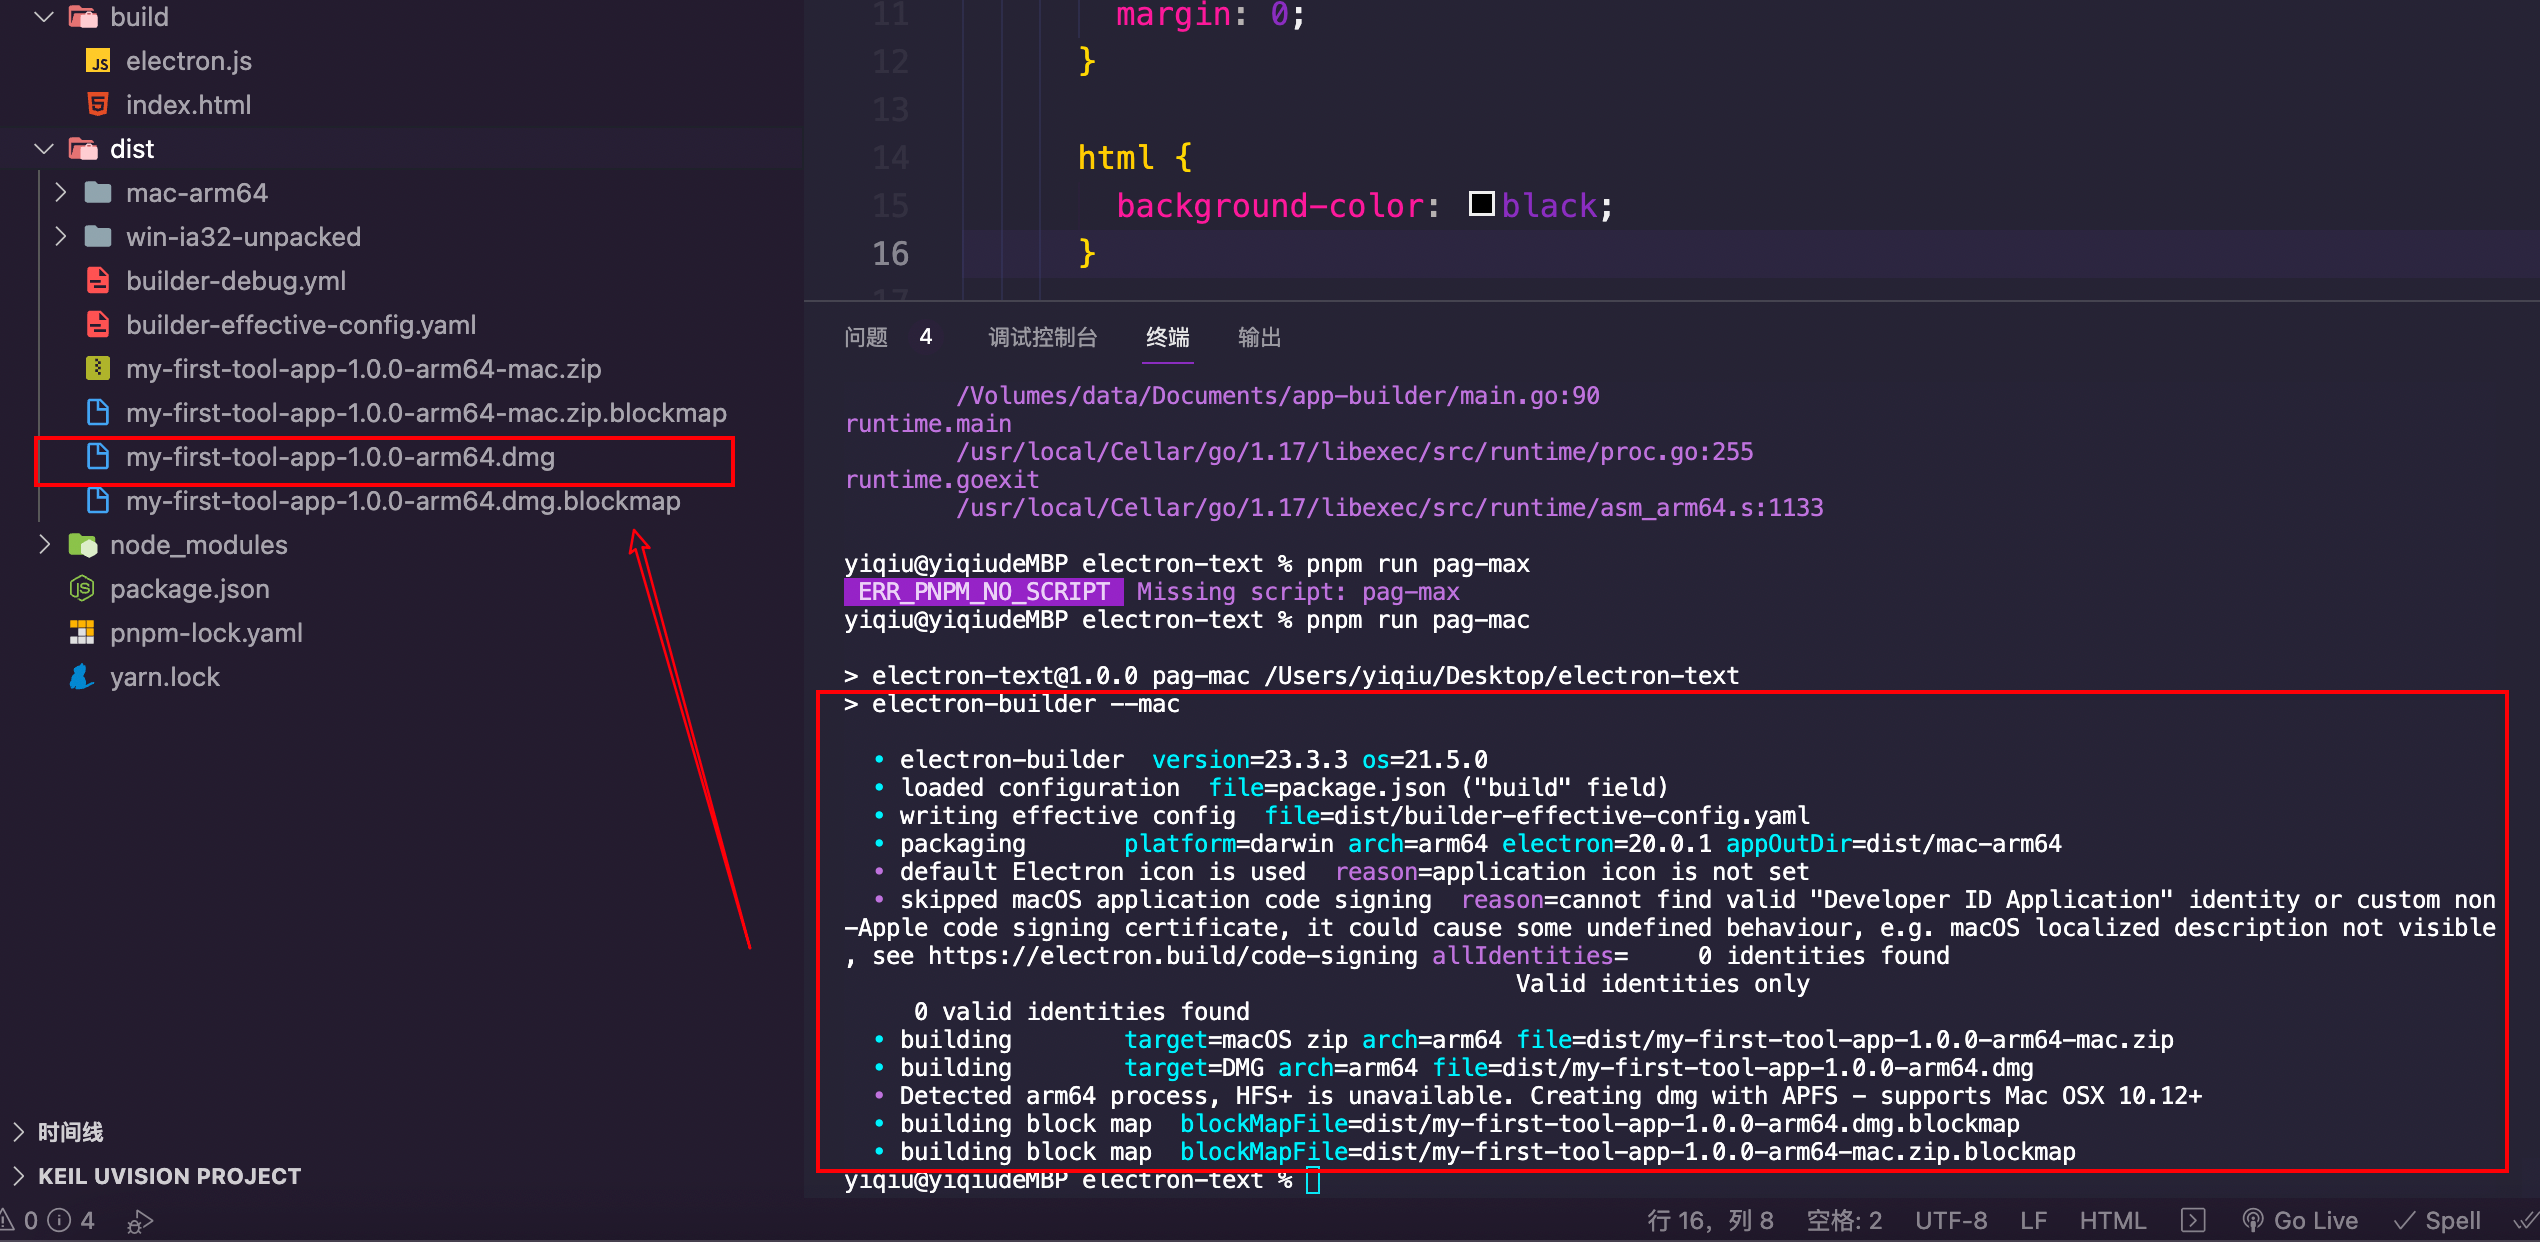 build
electron.js
index.html
dist
mac-arm64
win-ia32-unpacked
builder-debug.yml
builder-effective-config.yaml
my-first-tool-app-1.0.0-arm64-mac.zip
my-first-tool-app-1.0.0-arm64-mac.zip.blockmap
my-first-tool-app-1.0.0-arm64.dmg
my-first-tool-app-1.0.0-arm64.dmg.blockmap
node_modules
package.json
pnpm-lock.yaml
yarn.lock
时间线
KEIL UVISION PROJECT
11 margin: 0;
12 }
13
14 html {
15 background-color: black;
16 }
17
问题 4 调试控制台 终端 输出
/Volumes/data/Documents/app-builder/main.go:90
runtime.main
/usr/local/Cellar/go/1.17/libexec/src/runtime/proc.go:255
runtime.goexit
/usr/local/Cellar/go/1.17/libexec/src/runtime/asm_arm64.s:1133
yiqiu@yiqiudeMBP electron-text % pnpm run pag-max
ERR_PNPM_NO_SCRIPT Missing script: pag-max
yiqiu@yiqiudeMBP electron-text % pnpm run pag-mac
> electron-text@1.0.0 pag-mac /Users/yiqiu/Desktop/electron-text
> electron-builder --mac
• electron-builder version=23.3.3 os=21.5.0
• loaded configuration file=package.json ("build" field)
• writing effective config file=dist/builder-effective-config.yaml
• packaging platform=darwin arch=arm64 electron=20.0.1 appOutDir=dist/mac-arm64
• default Electron icon is used reason=application icon is not set
• skipped macOS application code signing reason=cannot find valid "Developer ID Application" identity or custom non
-Apple code signing certificate, it could cause some undefined behaviour, e.g. macOS localized description not visible
, see https://electron.build/code-signing allIdentities= 0 identities found
Valid identities only
0 valid identities found
• building target=macOS zip arch=arm64 file=dist/my-first-tool-app-1.0.0-arm64-mac.zip
• building target=DMG arch=arm64 file=dist/my-first-tool-app-1.0.0-arm64.dmg
• Detected arm64 process, HFS+ is unavailable. Creating dmg with APFS - supports Mac OSX 10.12+
• building block map blockMapFile=dist/my-first-tool-app-1.0.0-arm64.dmg.blockmap
• building block map blockMapFile=dist/my-first-tool-app-1.0.0-arm64-mac.zip.blockmap
yiqiu@yiqiudeMBP electron-text %
0 4 行 16, 列 8 空格: 2 UTF-8 LF HTML Go Live Spell